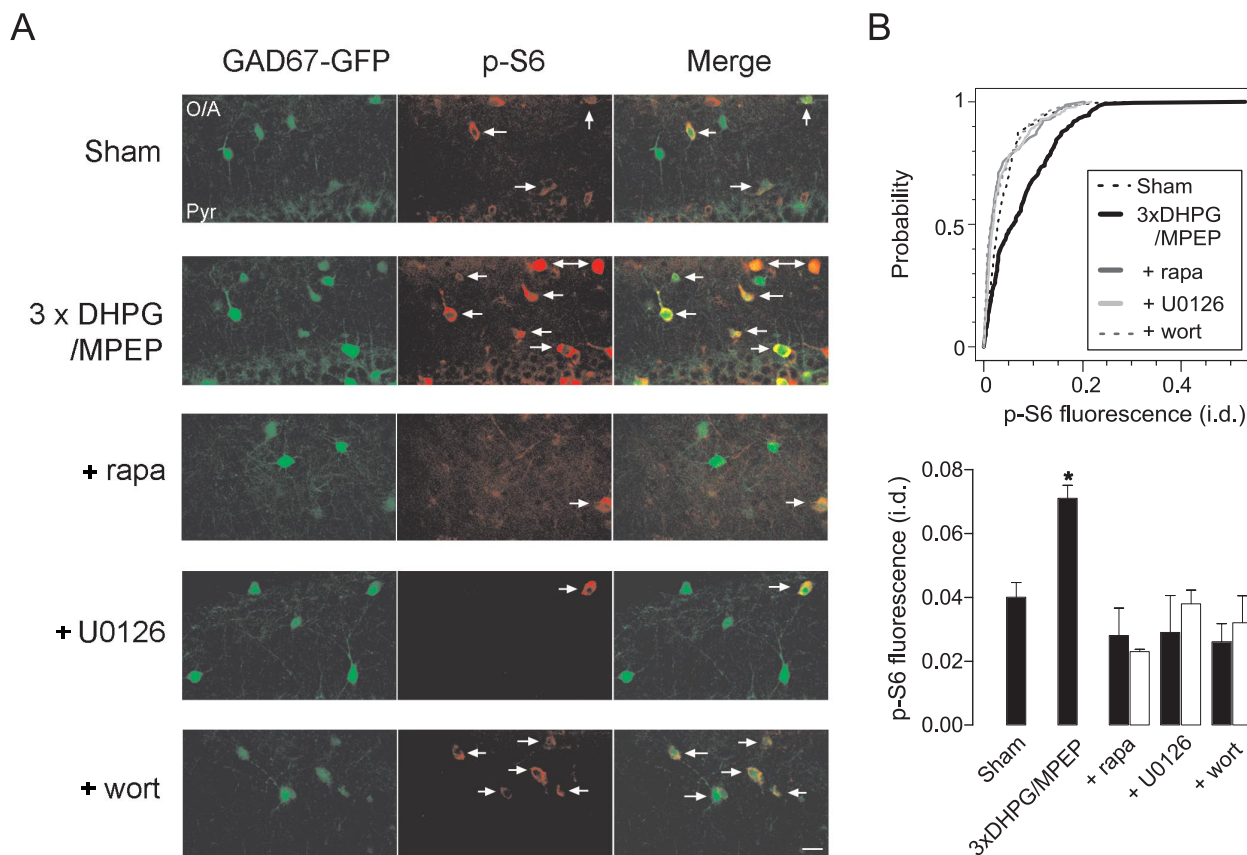 A
GAD67-GFP
p-S6
Merge
Sham
O/A
Pyr
3 x DHPG
/MPEP
+ rapa
+ U0126
+ wort
B
Probability
1
0.5
0
0
0.2
0.4
p-S6 fluorescence (i.d.)
Sham
3xDHPG
/MPEP
+ rapa
+ U0126
+ wort
p-S6 fluorescence (i.d.)
0.08
0.06
0.04
0.02
0.00
*
Sham
3xDHPG/MPEP
+ rapa
+ U0126
+ wort